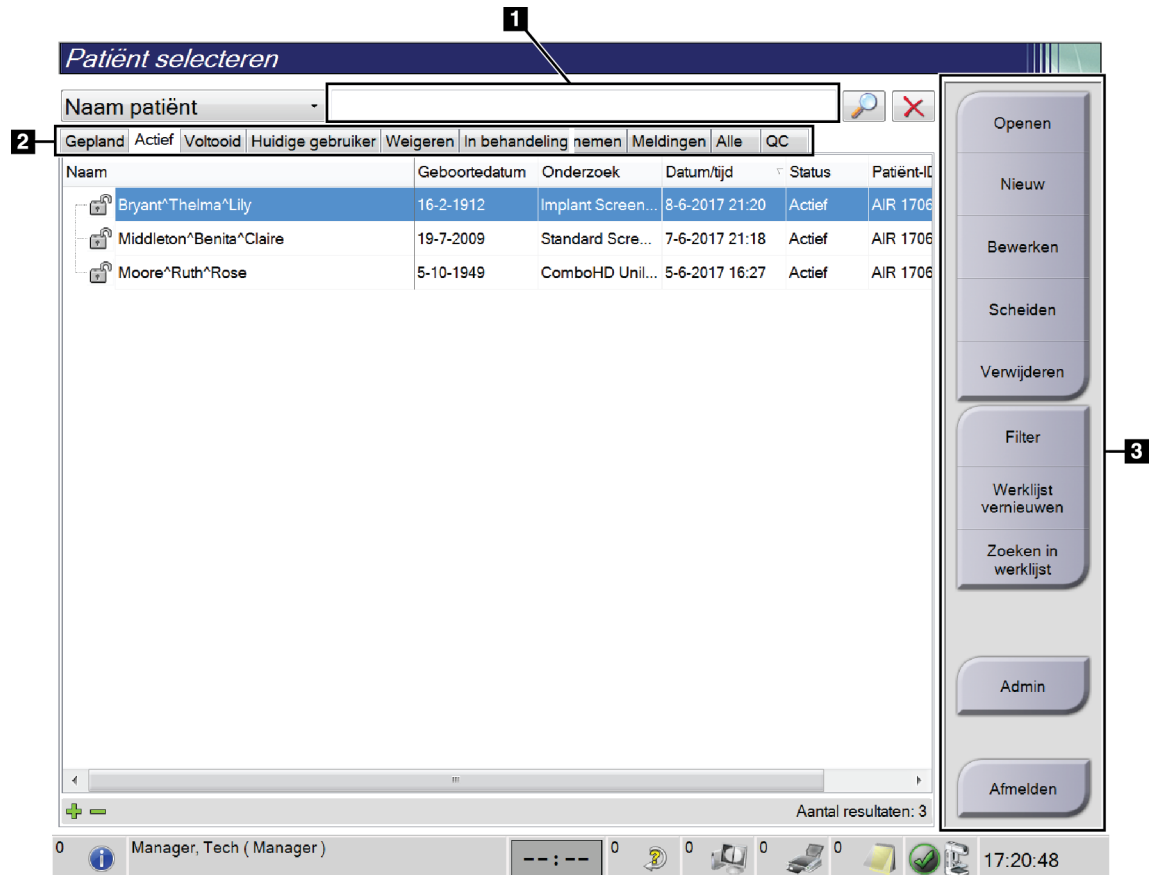 1
Patiënt selecteren
Naam patiënt
2
Gepland Actief Voltooid Huidige gebruiker Weigeren In behandeling nemen Meldingen Alle QC
Naam Geboortedatum Onderzoek Datum/tijd Status Patiënt-ID
Bryant^Thelma^Lily 16-2-1912 Implant Screen... 8-6-2017 21:20 Actief AIR 1706
Middleton^Benita^Claire 19-7-2009 Standard Scre... 7-6-2017 21:18 Actief AIR 1706
Moore^Ruth^Rose 5-10-1949 ComboHD Unil... 5-6-2017 16:27 Actief AIR 1706
Aantal resultaten: 3
Openen
Nieuw
Bewerken
Scheiden
Verwijderen
Filter
Werklijst
vernieuwen
Zoeken in
werklijst
Admin
Afmelden
3
0 Manager, Tech ( Manager ) --:-- 0 0 0 0 17:20:48